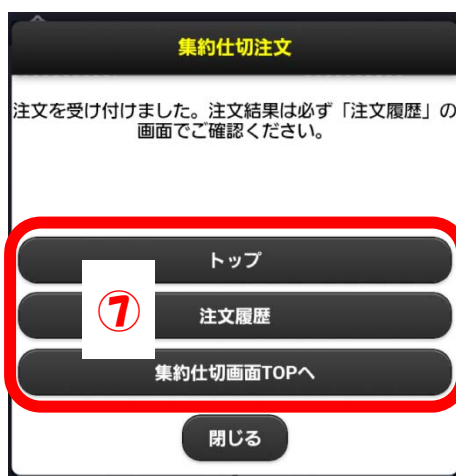 集約仕切注文
注文を受け付けました。注文結果は必ず「注文履歴」の
画面でご確認ください。
トップ
⑦
注文履歴
集約仕切画面TOPへ
閉じる